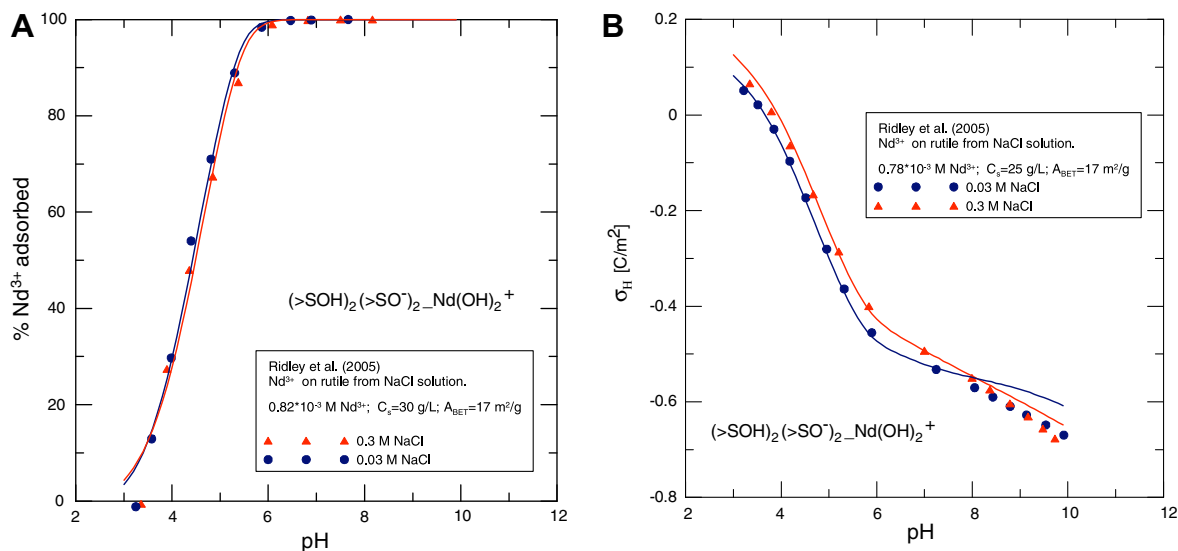 A
100
80
60
40
20
0
% Nd³⁺ adsorbed
(>SOH)₂(>SO⁻)₂_Nd(OH)₂⁺
Ridley et al. (2005)
Nd³⁺ on rutile from NaCl solution.
0.82*10⁻³ M Nd³⁺; Cₛ=30 g/L; A_BET=17 m²/g
0.3 M NaCl
0.03 M NaCl
2 4 6 8 10 12
pH
B
0.2
0
-0.2
-0.4
-0.6
-0.8
σ_H [C/m²]
Ridley et al. (2005)
Nd³⁺ on rutile from NaCl solution.
0.78*10⁻³ M Nd³⁺; Cₛ=25 g/L; A_BET=17 m²/g
0.03 M NaCl
0.3 M NaCl
(>SOH)₂(>SO⁻)₂_Nd(OH)₂⁺
2 4 6 8 10 12
pH